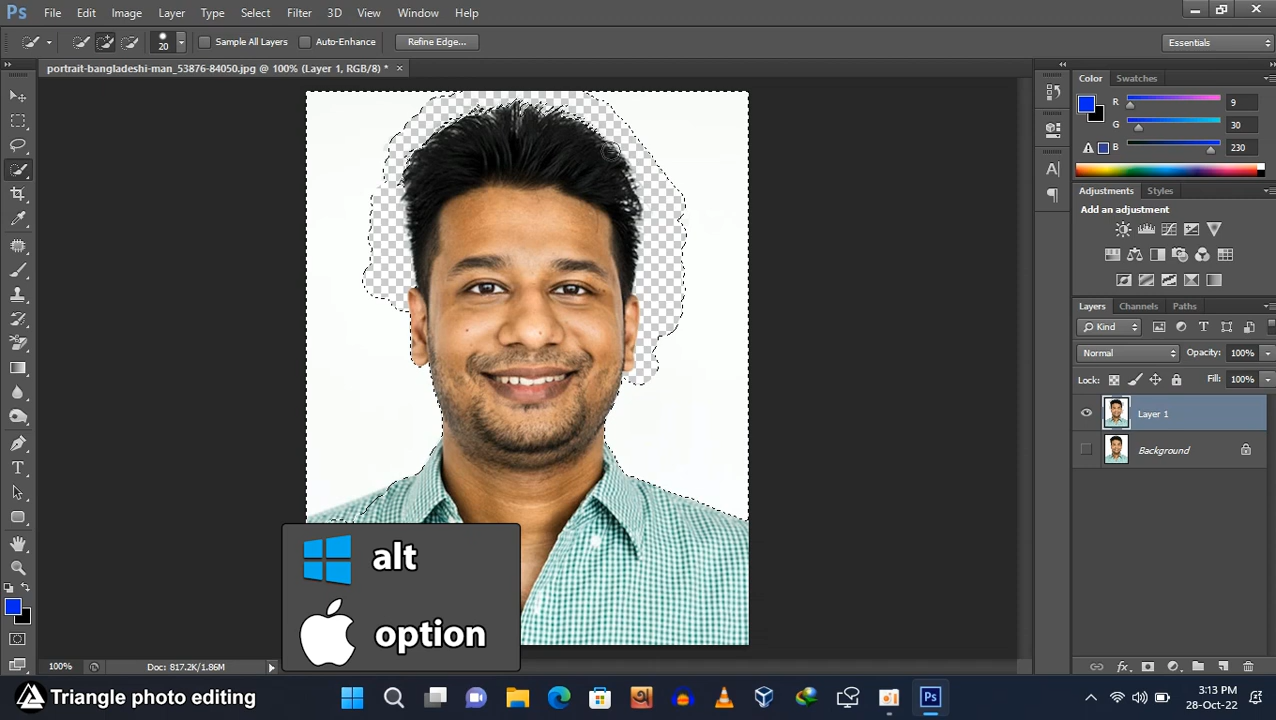 Ps File Edit Image Layer Type Select Filter 3D View Window Help
20 Sample All Layers Auto-Enhance Refine Edge... Essentials
portrait-bangladeshi-man_53876-84050.jpg @ 100% (Layer 1, RGB/8) * ×
Color Swatches
R 9
G 30
B 230
Adjustments Styles
Add an adjustment
Layers Channels Paths
Kind
Normal Opacity: 100%
Lock: Fill: 100%
Layer 1
Background
alt
option
100% Doc: 817.2K/1.86M
Triangle photo editing
Ps
3:13 PM
28-Oct-22